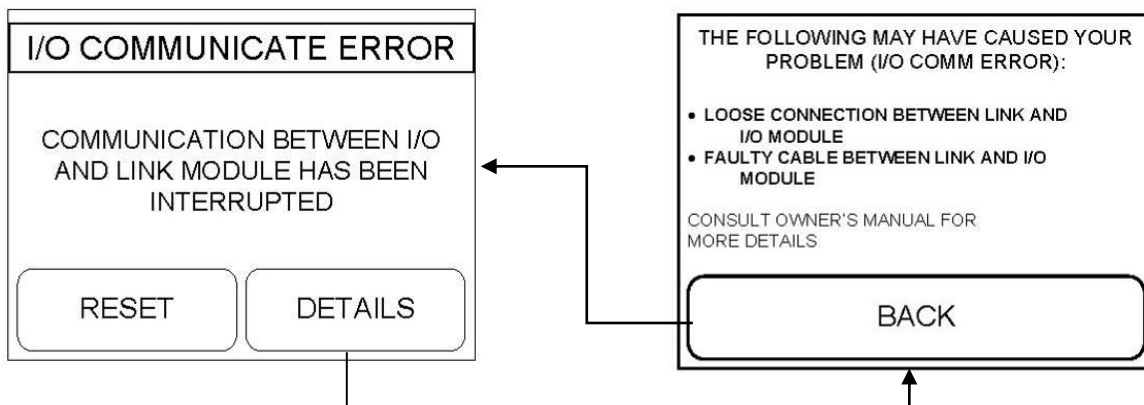 I/O COMMUNICATE ERROR
COMMUNICATION BETWEEN I/O
AND LINK MODULE HAS BEEN
INTERRUPTED
RESET
DETAILS
THE FOLLOWING MAY HAVE CAUSED YOUR
PROBLEM (I/O COMM ERROR):
• LOOSE CONNECTION BETWEEN LINK AND
I/O MODULE
• FAULTY CABLE BETWEEN LINK AND I/O
MODULE
CONSULT OWNER'S MANUAL FOR
MORE DETAILS
BACK